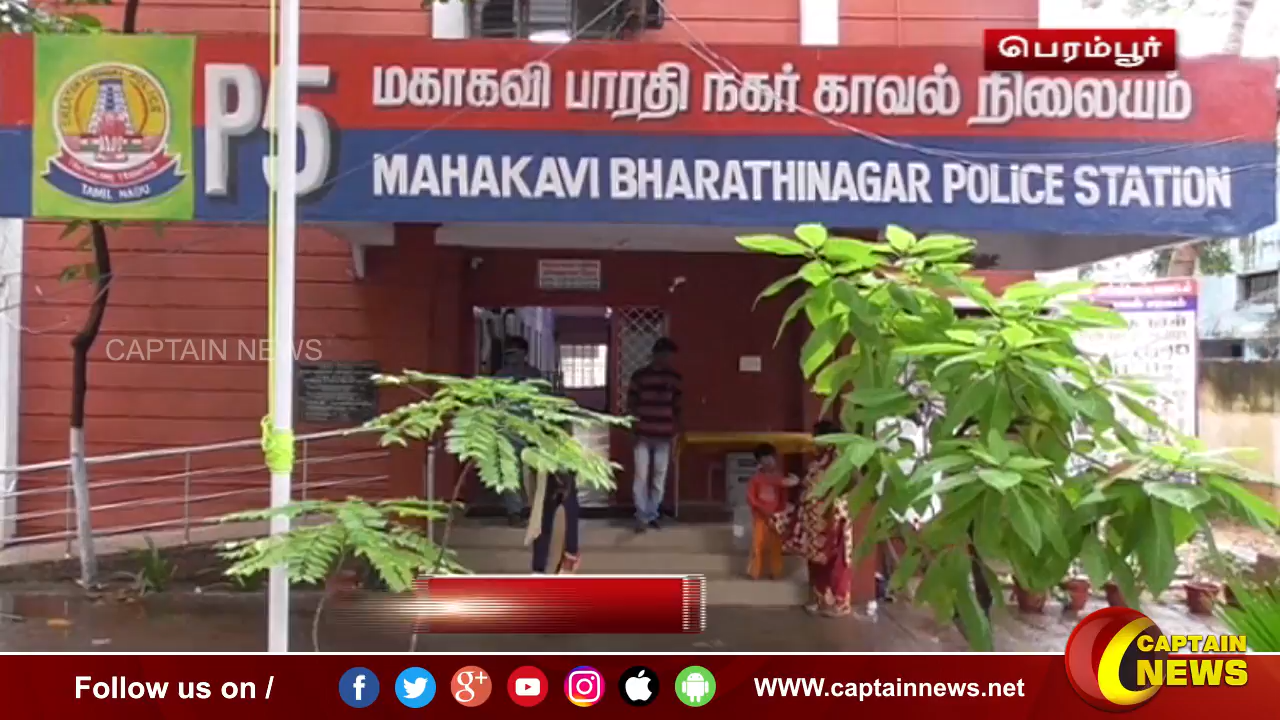 பெரம்பூர்
P5
மகாகவி பாரதி நகர் காவல் நிலையம்
MAHAKAVI BHARATHINAGAR POLICE STATION
TAMIL NADU
CAPTAIN NEWS
Follow us on /
WWW.captainnews.net
CAPTAIN
NEWS